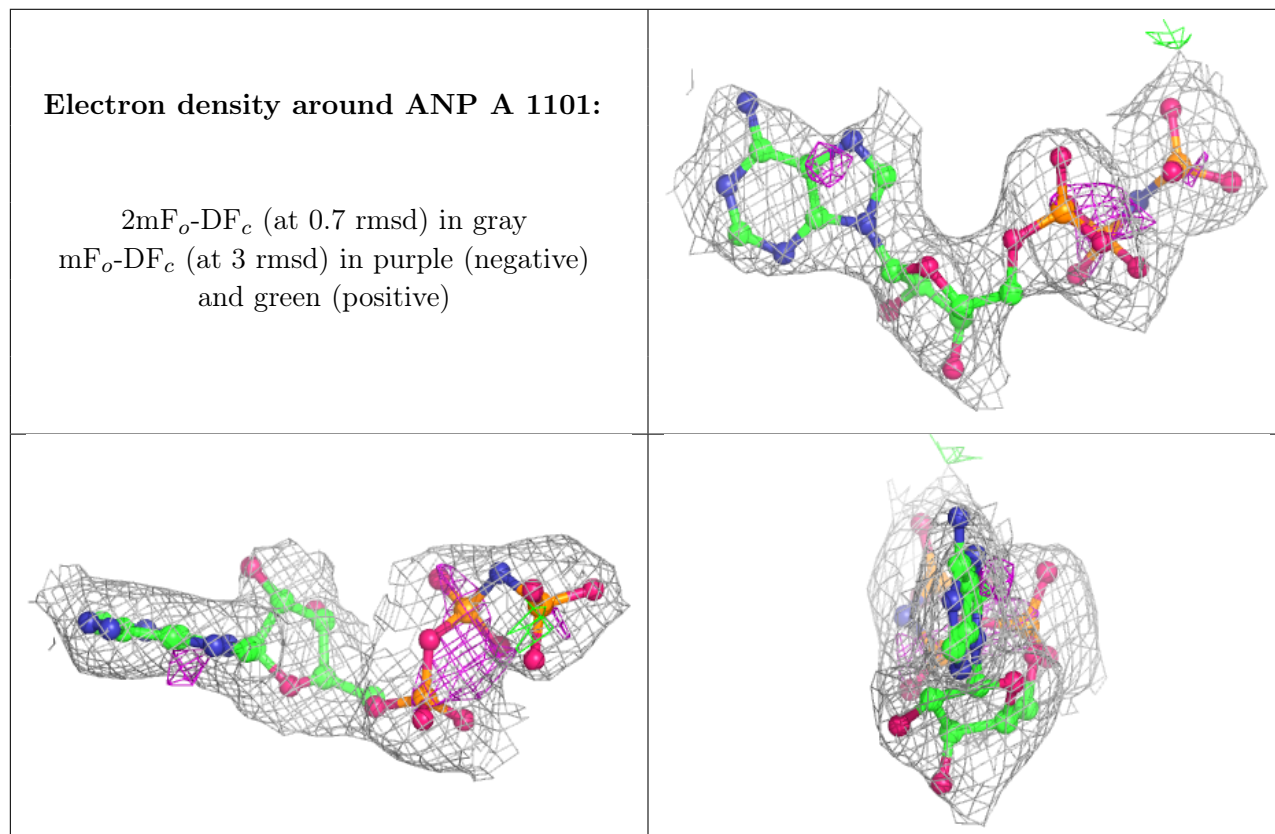 Electron density around ANP A 1101:
2mFₒ-DF𝒸 (at 0.7 rmsd) in gray
mFₒ-DF𝒸 (at 3 rmsd) in purple (negative)
and green (positive)